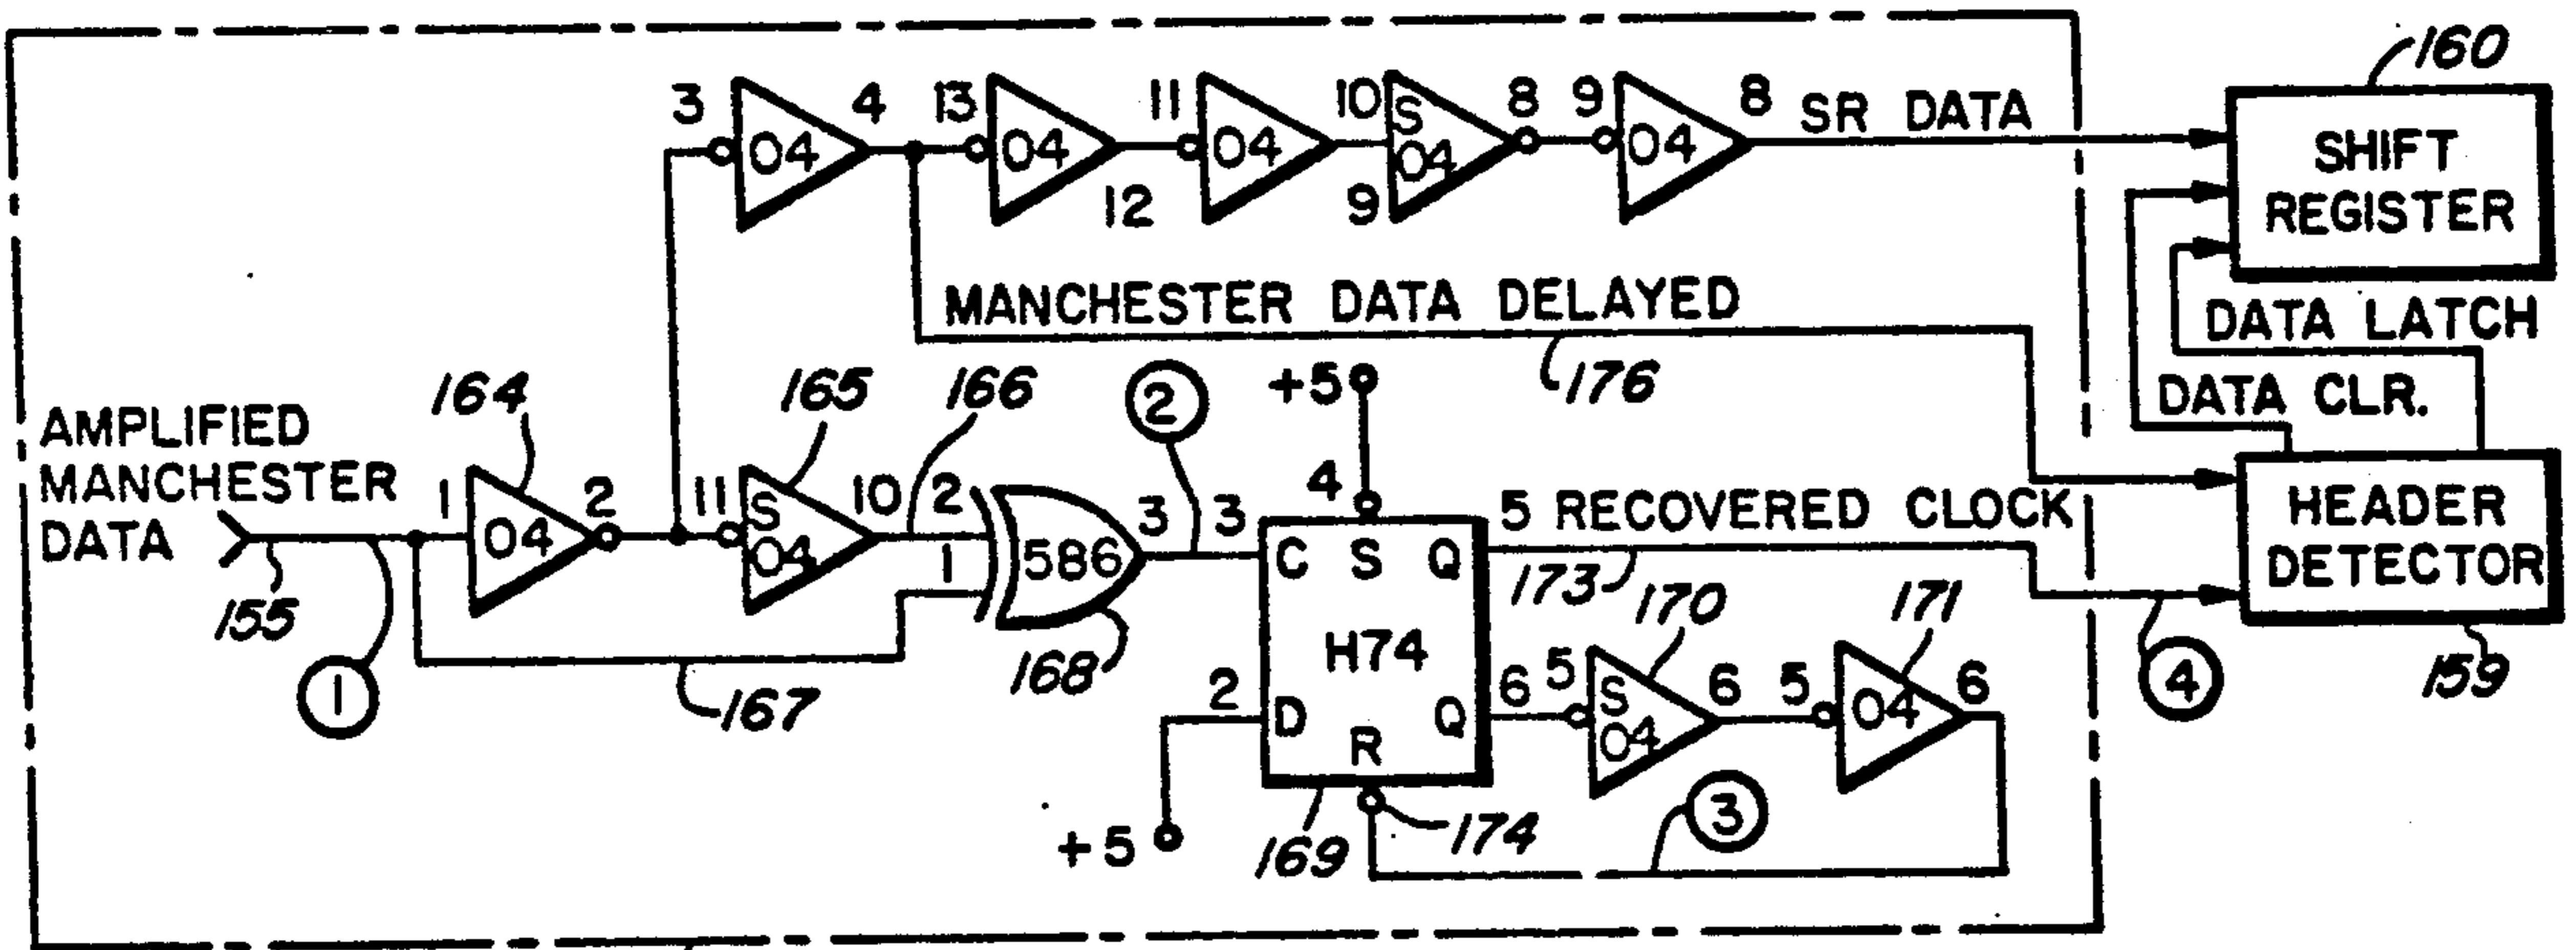 160
3 04 4 13 04 12 11 04 10 9 S 04 8 9 04 8 SR DATA
SHIFT
REGISTER
MANCHESTER DATA DELAYED
176
DATA LATCH
DATA CLR.
AMPLIFIED
MANCHESTER
DATA
155
1
164
1 04 2
165
11 S 04 10
166
2
1
167
586
168
3
2
3
+5
4
C S Q
H74
D R Q
2
+5
169
174
5 RECOVERED CLOCK
173
6
170
5 S 04 6
171
5 04 6
3
4
HEADER
DETECTOR
159